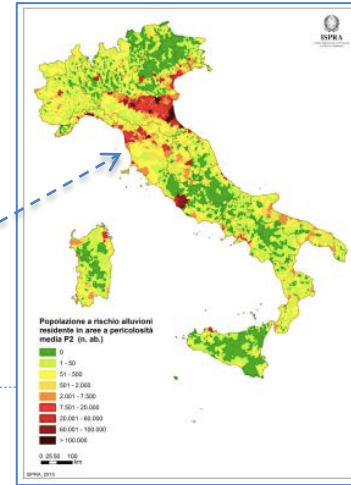 ISPRA
Popolazione a rischio alluvioni
residente in aree a pericolosità
media P2 (n. ab.)
0
1 - 50
51 - 500
501 - 2.000
2.001 - 7.500
7.501 - 20.000
20.001 - 60.000
60.001 - 100.000
> 100.000
0 25 50 100
Km
ISPRA, 2015